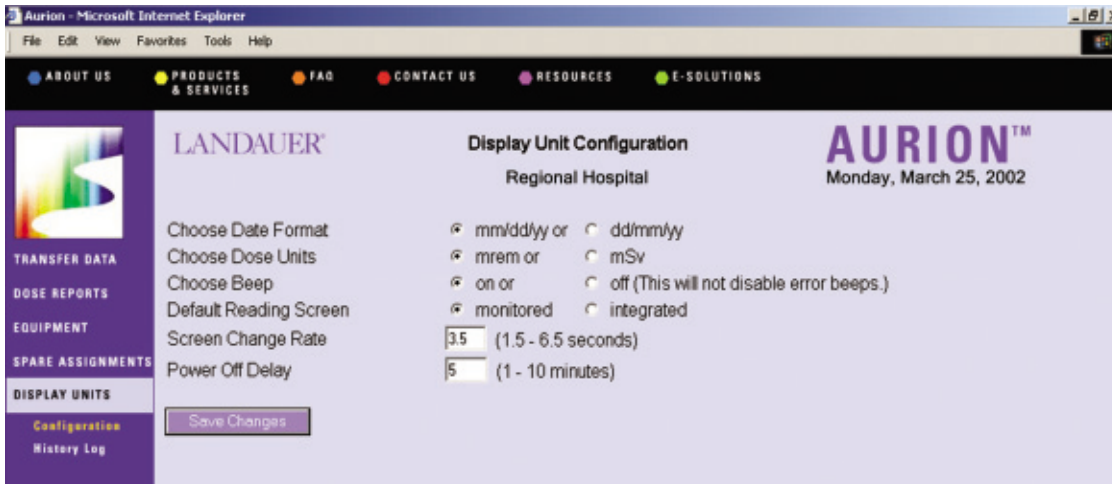 Aurion - Microsoft Internet Explorer
File Edit View Favorites Tools Help
ABOUT US PRODUCTS & SERVICES FAQ CONTACT US RESOURCES E-SOLUTIONS
LANDAUER®
Display Unit Configuration
Regional Hospital
AURION™
Monday, March 25, 2002
TRANSFER DATA
DOSE REPORTS
EQUIPMENT
SPARE ASSIGNMENTS
DISPLAY UNITS
Configuration
History Log
Choose Date Format mm/dd/yy or dd/mm/yy
Choose Dose Units mrem or mSv
Choose Beep on or off (This will not disable error beeps.)
Default Reading Screen monitored integrated
Screen Change Rate 3.5 (1.5 - 6.5 seconds)
Power Off Delay 5 (1 - 10 minutes)
Save Changes